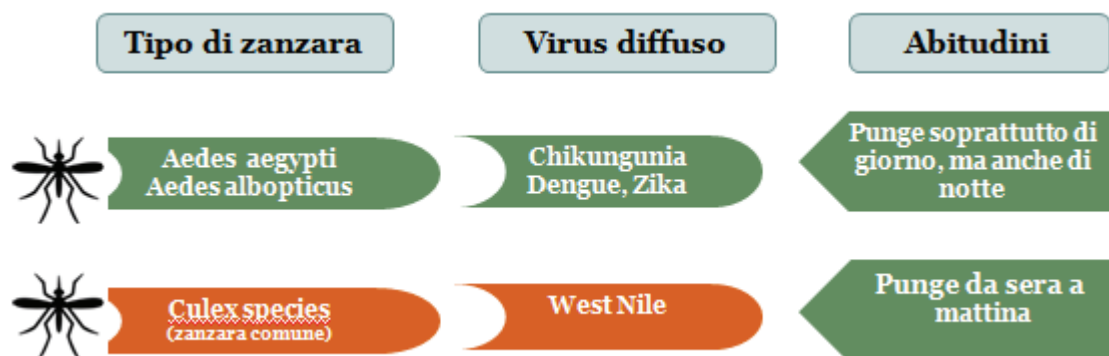 Tipo di zanzara
Virus diffuso
Abitudini
Aedes aegypti
Aedes albopticus
Chikungunia
Dengue, Zika
Punge soprattutto di
giorno, ma anche di
notte
Culex species
(zanzara comune)
West Nile
Punge da sera a
mattina